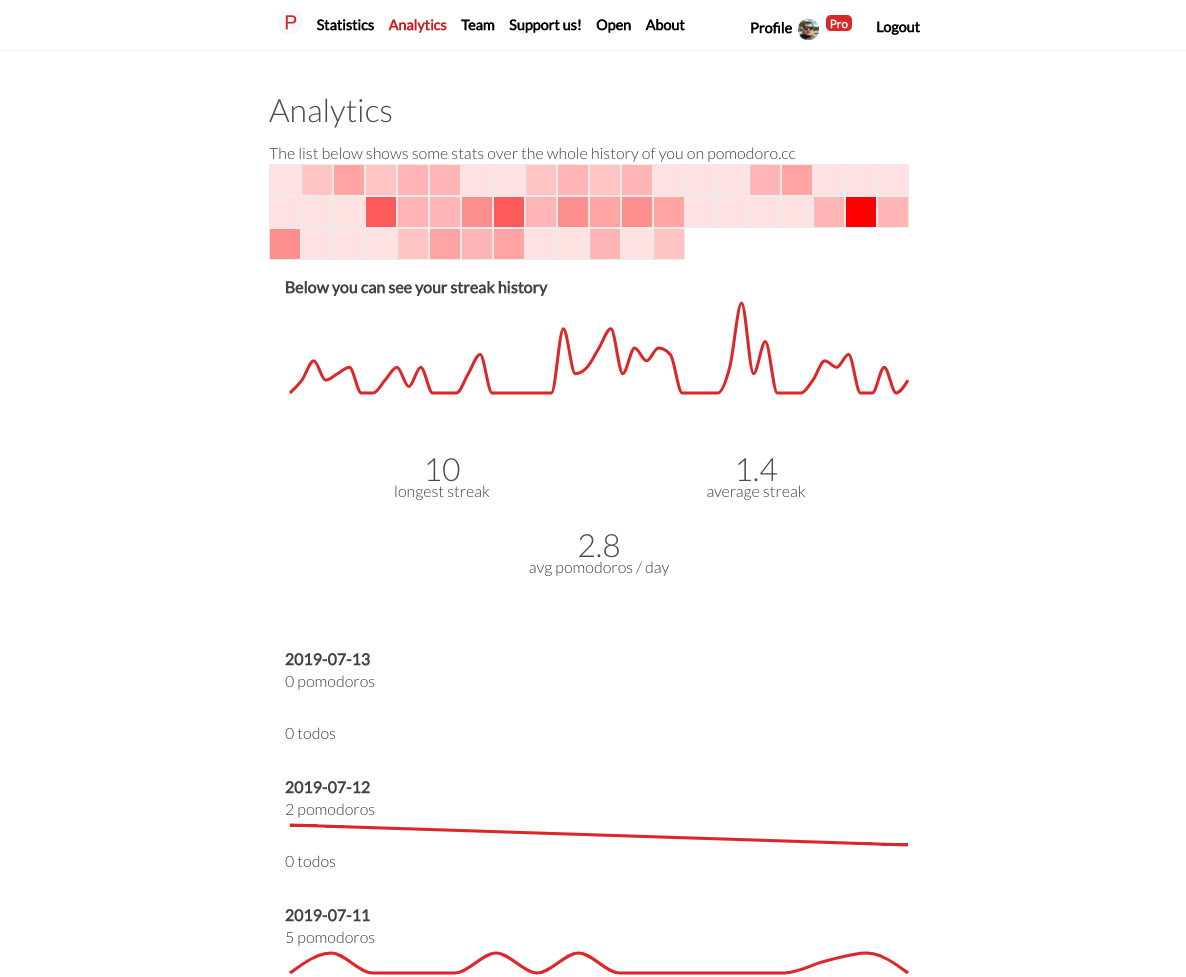 P Statistics Analytics Team Support us! Open About Profile Pro Logout
Analytics
The list below shows some stats over the whole history of you on pomodoro.cc
Below you can see your streak history
10 1.4
longest streak average streak
2.8
avg pomodoros / day
2019-07-13
0 pomodoros
0 todos
2019-07-12
2 pomodoros
0 todos
2019-07-11
5 pomodoros